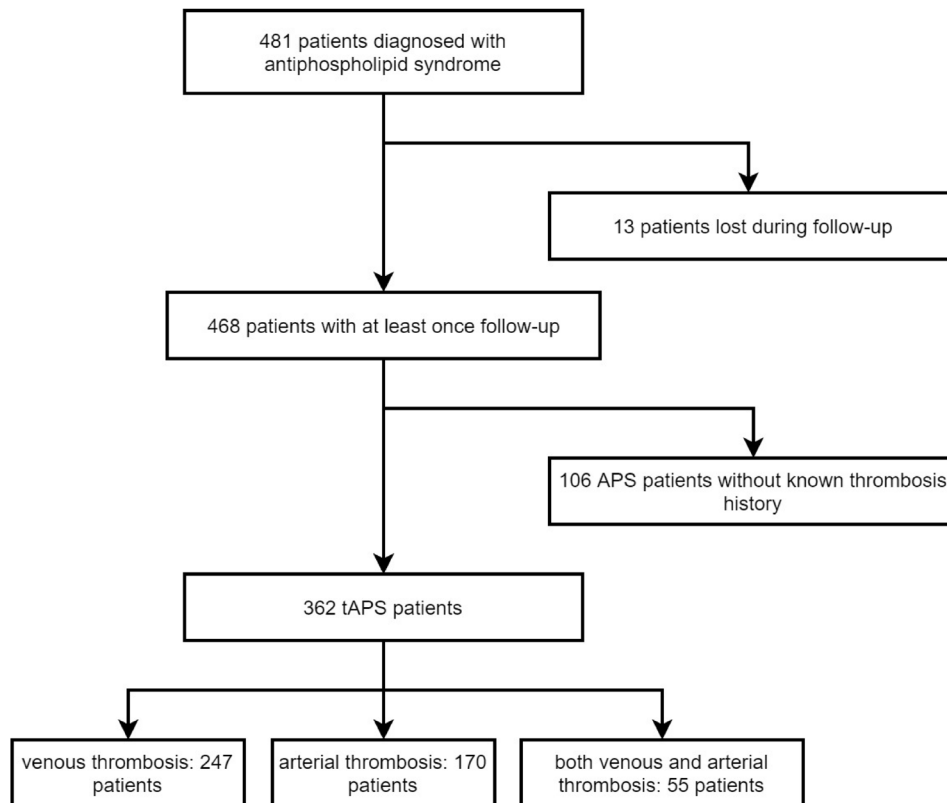 481 patients diagnosed with
antiphospholipid syndrome
13 patients lost during follow-up
468 patients with at least once follow-up
106 APS patients without known thrombosis
history
362 tAPS patients
venous thrombosis: 247
patients
arterial thrombosis: 170
patients
both venous and arterial
thrombosis: 55 patients